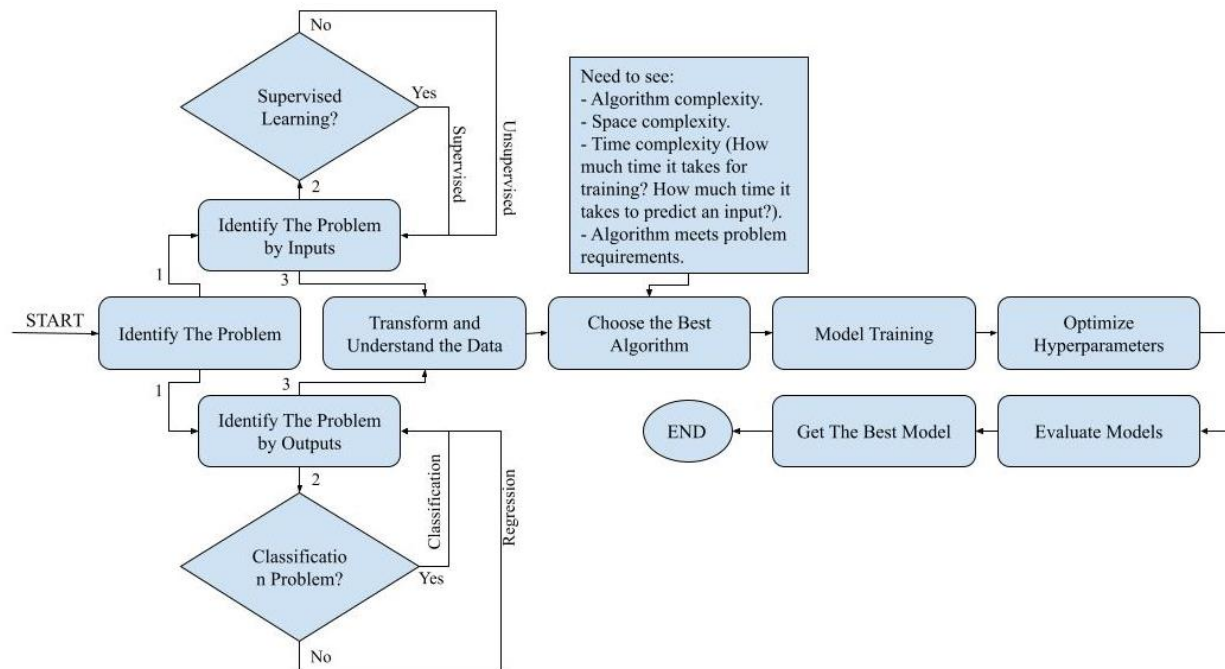 No
Supervised
Learning?
Yes
Supervised
Unsupervised
2
Identify The Problem
by Inputs
1
3
Need to see:
- Algorithm complexity.
- Space complexity.
- Time complexity (How
much time it takes for
training? How much time it
takes to predict an input?).
- Algorithm meets problem
requirements.
START
Identify The Problem
Transform and
Understand the Data
Choose the Best
Algorithm
Model Training
Optimize
Hyperparameters
1
3
Identify The Problem
by Outputs
END
Get The Best Model
Evaluate Models
2
Classification
Regression
Classificatio
n Problem?
Yes
No